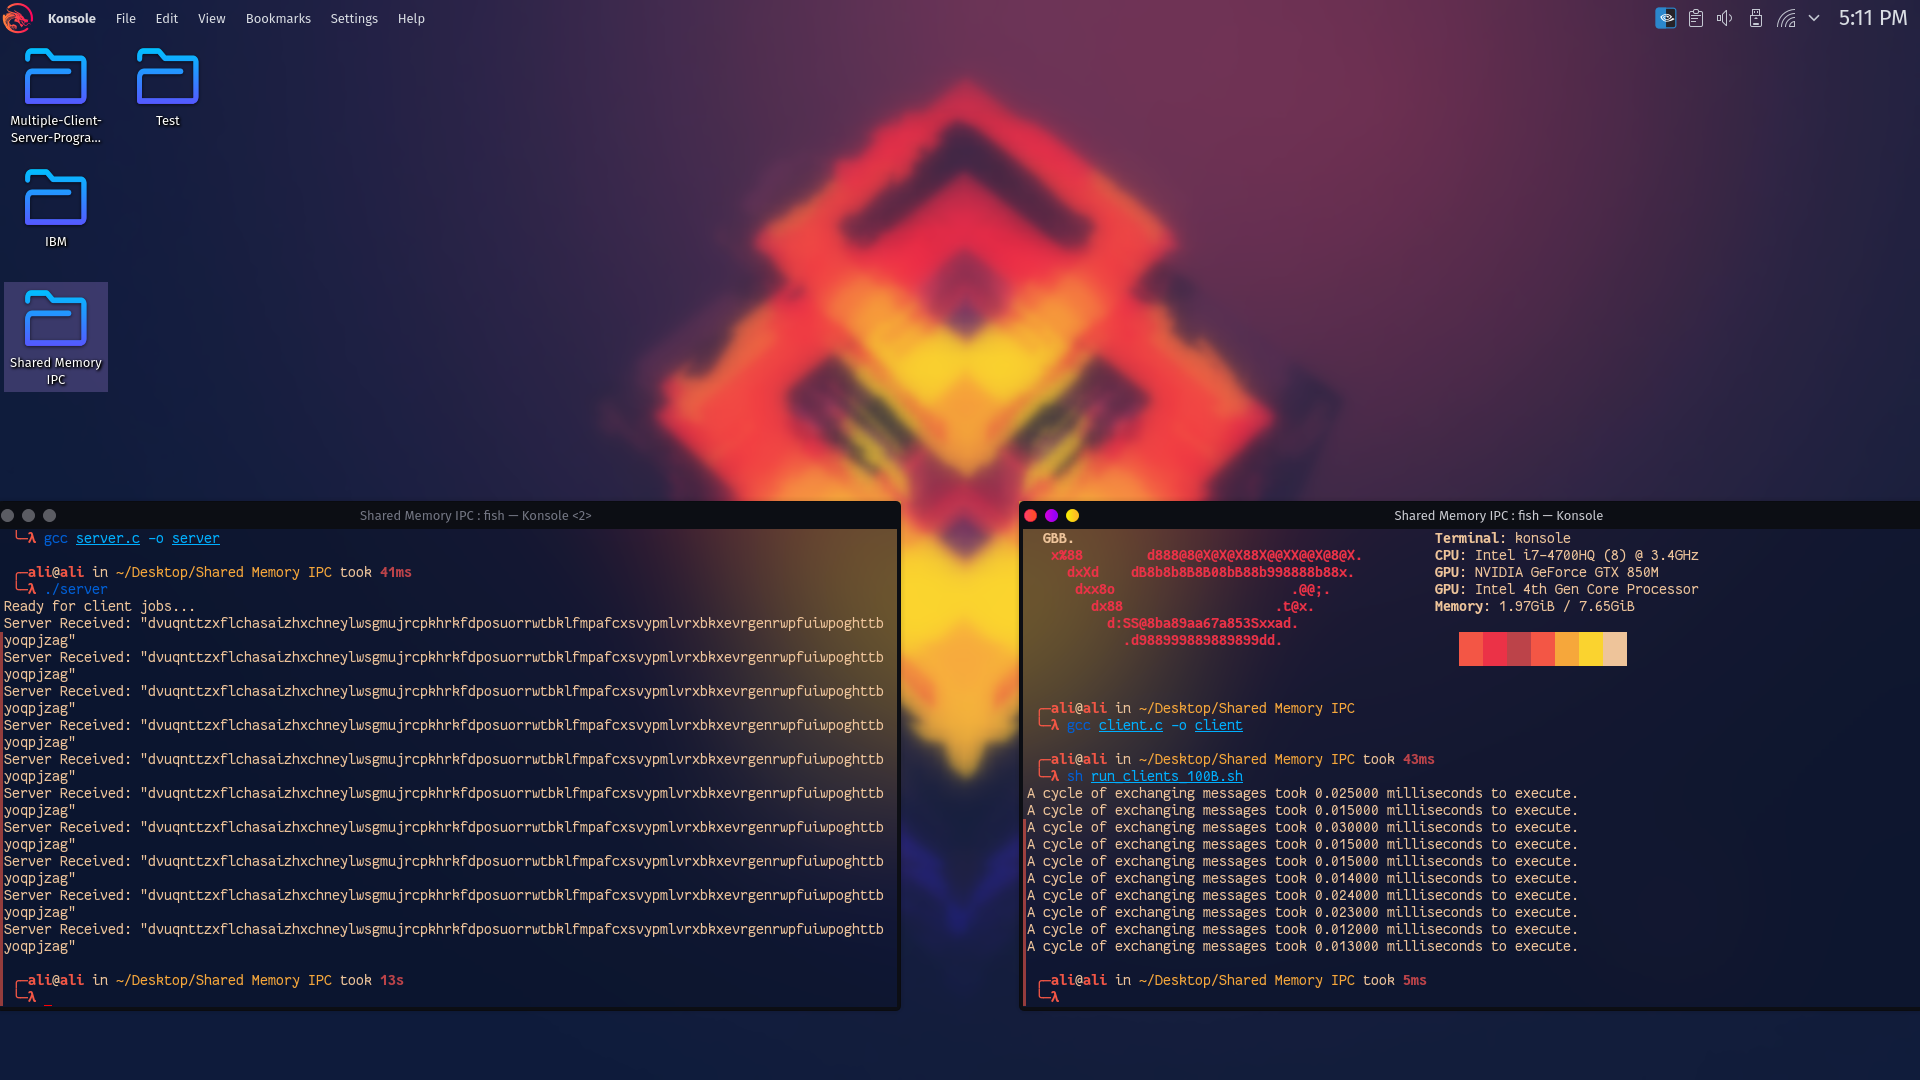 Konsole File Edit View Bookmarks Settings Help
5:11 PM
Multiple-Client-
Server-Progra...
Test
IBM
Shared Memory
IPC
Shared Memory IPC : fish — Konsole <2>
╰─λ gcc server.c -o server
╭─ali@ali in ~/Desktop/Shared Memory IPC took 41ms
╰─λ ./server
Ready for client jobs...
Server Received: "dvuqnttzxflchasaizhxchneylwsgmujrcpkhrkfdposuorrwtbklfmpafcxsvypmlvrxbkxevrgenrwpfuiwpoghttb
yoqpjzag"
Server Received: "dvuqnttzxflchasaizhxchneylwsgmujrcpkhrkfdposuorrwtbklfmpafcxsvypmlvrxbkxevrgenrwpfuiwpoghttb
yoqpjzag"
Server Received: "dvuqnttzxflchasaizhxchneylwsgmujrcpkhrkfdposuorrwtbklfmpafcxsvypmlvrxbkxevrgenrwpfuiwpoghttb
yoqpjzag"
Server Received: "dvuqnttzxflchasaizhxchneylwsgmujrcpkhrkfdposuorrwtbklfmpafcxsvypmlvrxbkxevrgenrwpfuiwpoghttb
yoqpjzag"
Server Received: "dvuqnttzxflchasaizhxchneylwsgmujrcpkhrkfdposuorrwtbklfmpafcxsvypmlvrxbkxevrgenrwpfuiwpoghttb
yoqpjzag"
Server Received: "dvuqnttzxflchasaizhxchneylwsgmujrcpkhrkfdposuorrwtbklfmpafcxsvypmlvrxbkxevrgenrwpfuiwpoghttb
yoqpjzag"
Server Received: "dvuqnttzxflchasaizhxchneylwsgmujrcpkhrkfdposuorrwtbklfmpafcxsvypmlvrxbkxevrgenrwpfuiwpoghttb
yoqpjzag"
Server Received: "dvuqnttzxflchasaizhxchneylwsgmujrcpkhrkfdposuorrwtbklfmpafcxsvypmlvrxbkxevrgenrwpfuiwpoghttb
yoqpjzag"
Server Received: "dvuqnttzxflchasaizhxchneylwsgmujrcpkhrkfdposuorrwtbklfmpafcxsvypmlvrxbkxevrgenrwpfuiwpoghttb
yoqpjzag"
Server Received: "dvuqnttzxflchasaizhxchneylwsgmujrcpkhrkfdposuorrwtbklfmpafcxsvypmlvrxbkxevrgenrwpfuiwpoghttb
yoqpjzag"
╭─ali@ali in ~/Desktop/Shared Memory IPC took 13s
╰─λ _
Shared Memory IPC : fish — Konsole
GBB. Terminal: konsole
x%88 d888@8@X@X@X88X@@XX@@X@8@X. CPU: Intel i7-4700HQ (8) @ 3.4GHz
dxXd dB8b8b8B8B08bB88b998888b88x. GPU: NVIDIA GeForce GTX 850M
dxx8o .@@;. GPU: Intel 4th Gen Core Processor
dx88 .t@x. Memory: 1.97GiB / 7.65GiB
d:SS@8ba89aa67a853Sxxad.
.d988999889889899dd.
╭─ali@ali in ~/Desktop/Shared Memory IPC
╰─λ gcc client.c -o client
╭─ali@ali in ~/Desktop/Shared Memory IPC took 43ms
╰─λ sh run_clients_100B.sh
A cycle of exchanging messages took 0.025000 milliseconds to execute.
A cycle of exchanging messages took 0.015000 milliseconds to execute.
A cycle of exchanging messages took 0.030000 milliseconds to execute.
A cycle of exchanging messages took 0.015000 milliseconds to execute.
A cycle of exchanging messages took 0.015000 milliseconds to execute.
A cycle of exchanging messages took 0.014000 milliseconds to execute.
A cycle of exchanging messages took 0.024000 milliseconds to execute.
A cycle of exchanging messages took 0.023000 milliseconds to execute.
A cycle of exchanging messages took 0.012000 milliseconds to execute.
A cycle of exchanging messages took 0.013000 milliseconds to execute.
╭─ali@ali in ~/Desktop/Shared Memory IPC took 5ms
╰─λ